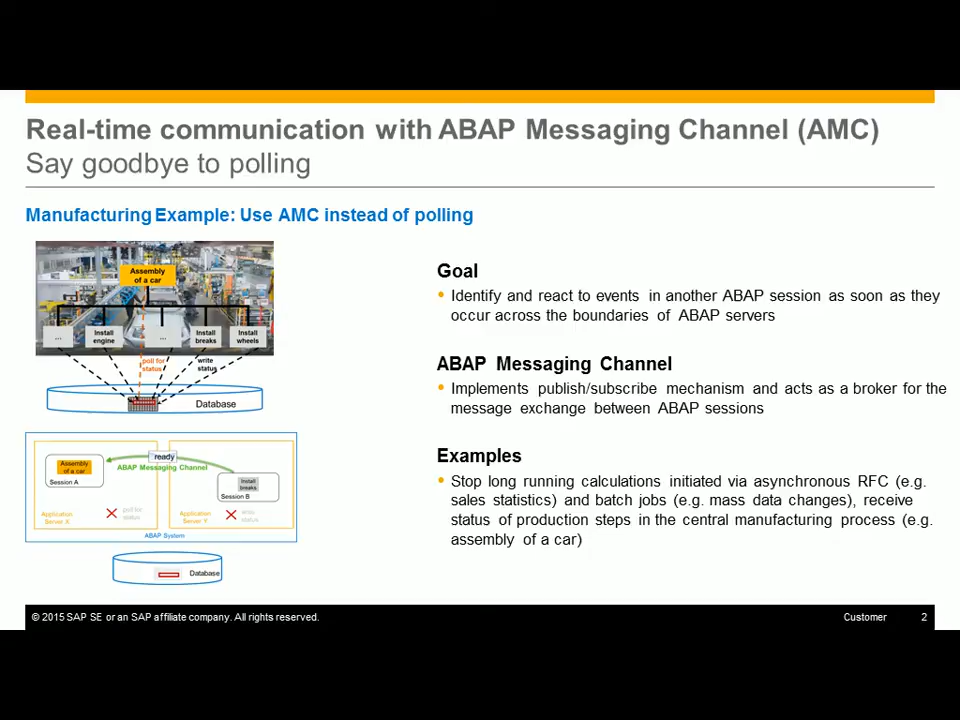 Real-time communication with ABAP Messaging Channel (AMC)
Say goodbye to polling
Manufacturing Example: Use AMC instead of polling
Assembly
of a car
...
Install
engine
...
Install
breaks
Install
wheels
poll for
status
write
status
Database
Assembly
of a car
Session A
ready
ABAP Messaging Channel
Install
breaks
Session B
Application
Server X
poll for
status
Application
Server Y
write
status
ABAP System
Database
Goal
• Identify and react to events in another ABAP session as soon as they
occur across the boundaries of ABAP servers
ABAP Messaging Channel
• Implements publish/subscribe mechanism and acts as a broker for the
message exchange between ABAP sessions
Examples
• Stop long running calculations initiated via asynchronous RFC (e.g.
sales statistics) and batch jobs (e.g. mass data changes), receive
status of production steps in the central manufacturing process (e.g.
assembly of a car)
© 2015 SAP SE or an SAP affiliate company. All rights reserved.
Customer
2